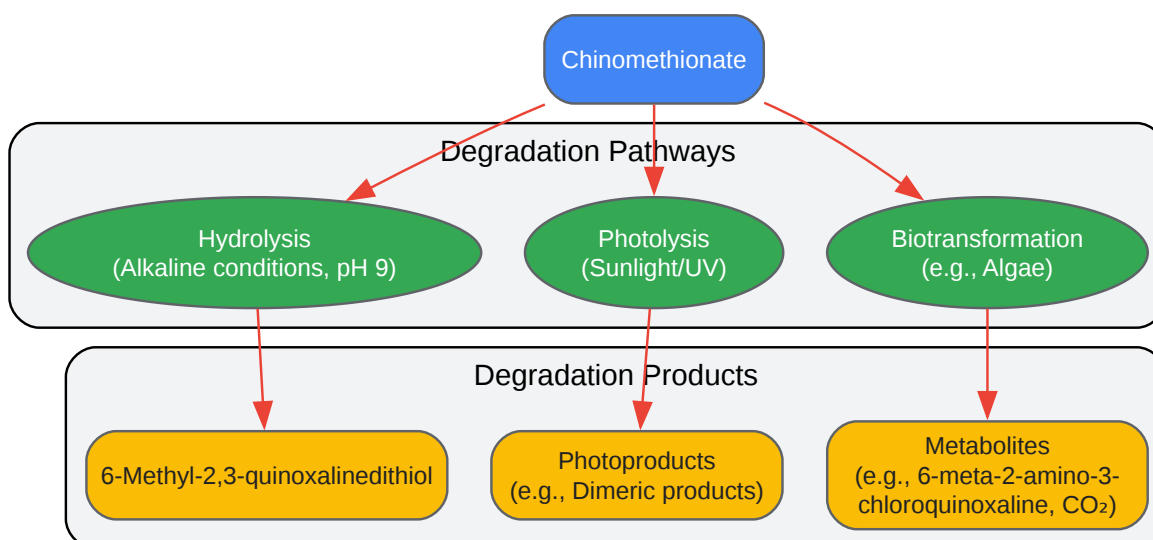 Chinomethionate
Degradation Pathways
Hydrolysis
(Alkaline conditions, pH 9)
Photolysis
(Sunlight/UV)
Biotransformation
(e.g., Algae)
Degradation Products
6-Methyl-2,3-quinoxalinedithiol
Photoproducts
(e.g., Dimeric products)
Metabolites
(e.g., 6-meta-2-amino-3-
chloroquinoxaline, CO₂)